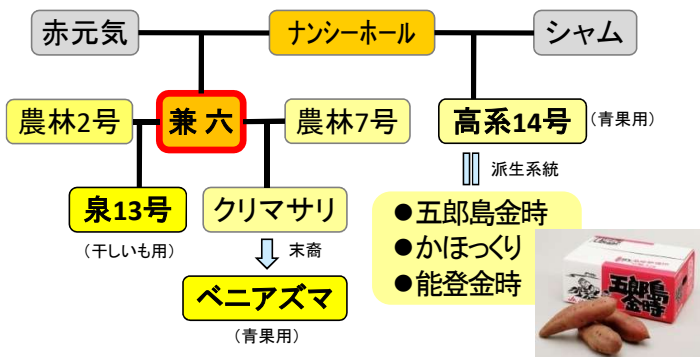 赤元気
ナンシーホール
シャム
農林2号
兼六
農林7号
高系14号
(青果用)
派生系統
泉13号
クリマサリ
(干しいも用)
末裔
ベニアズマ
(青果用)
●五郎島金時
●かほっくり
●能登金時
五郎島
金時